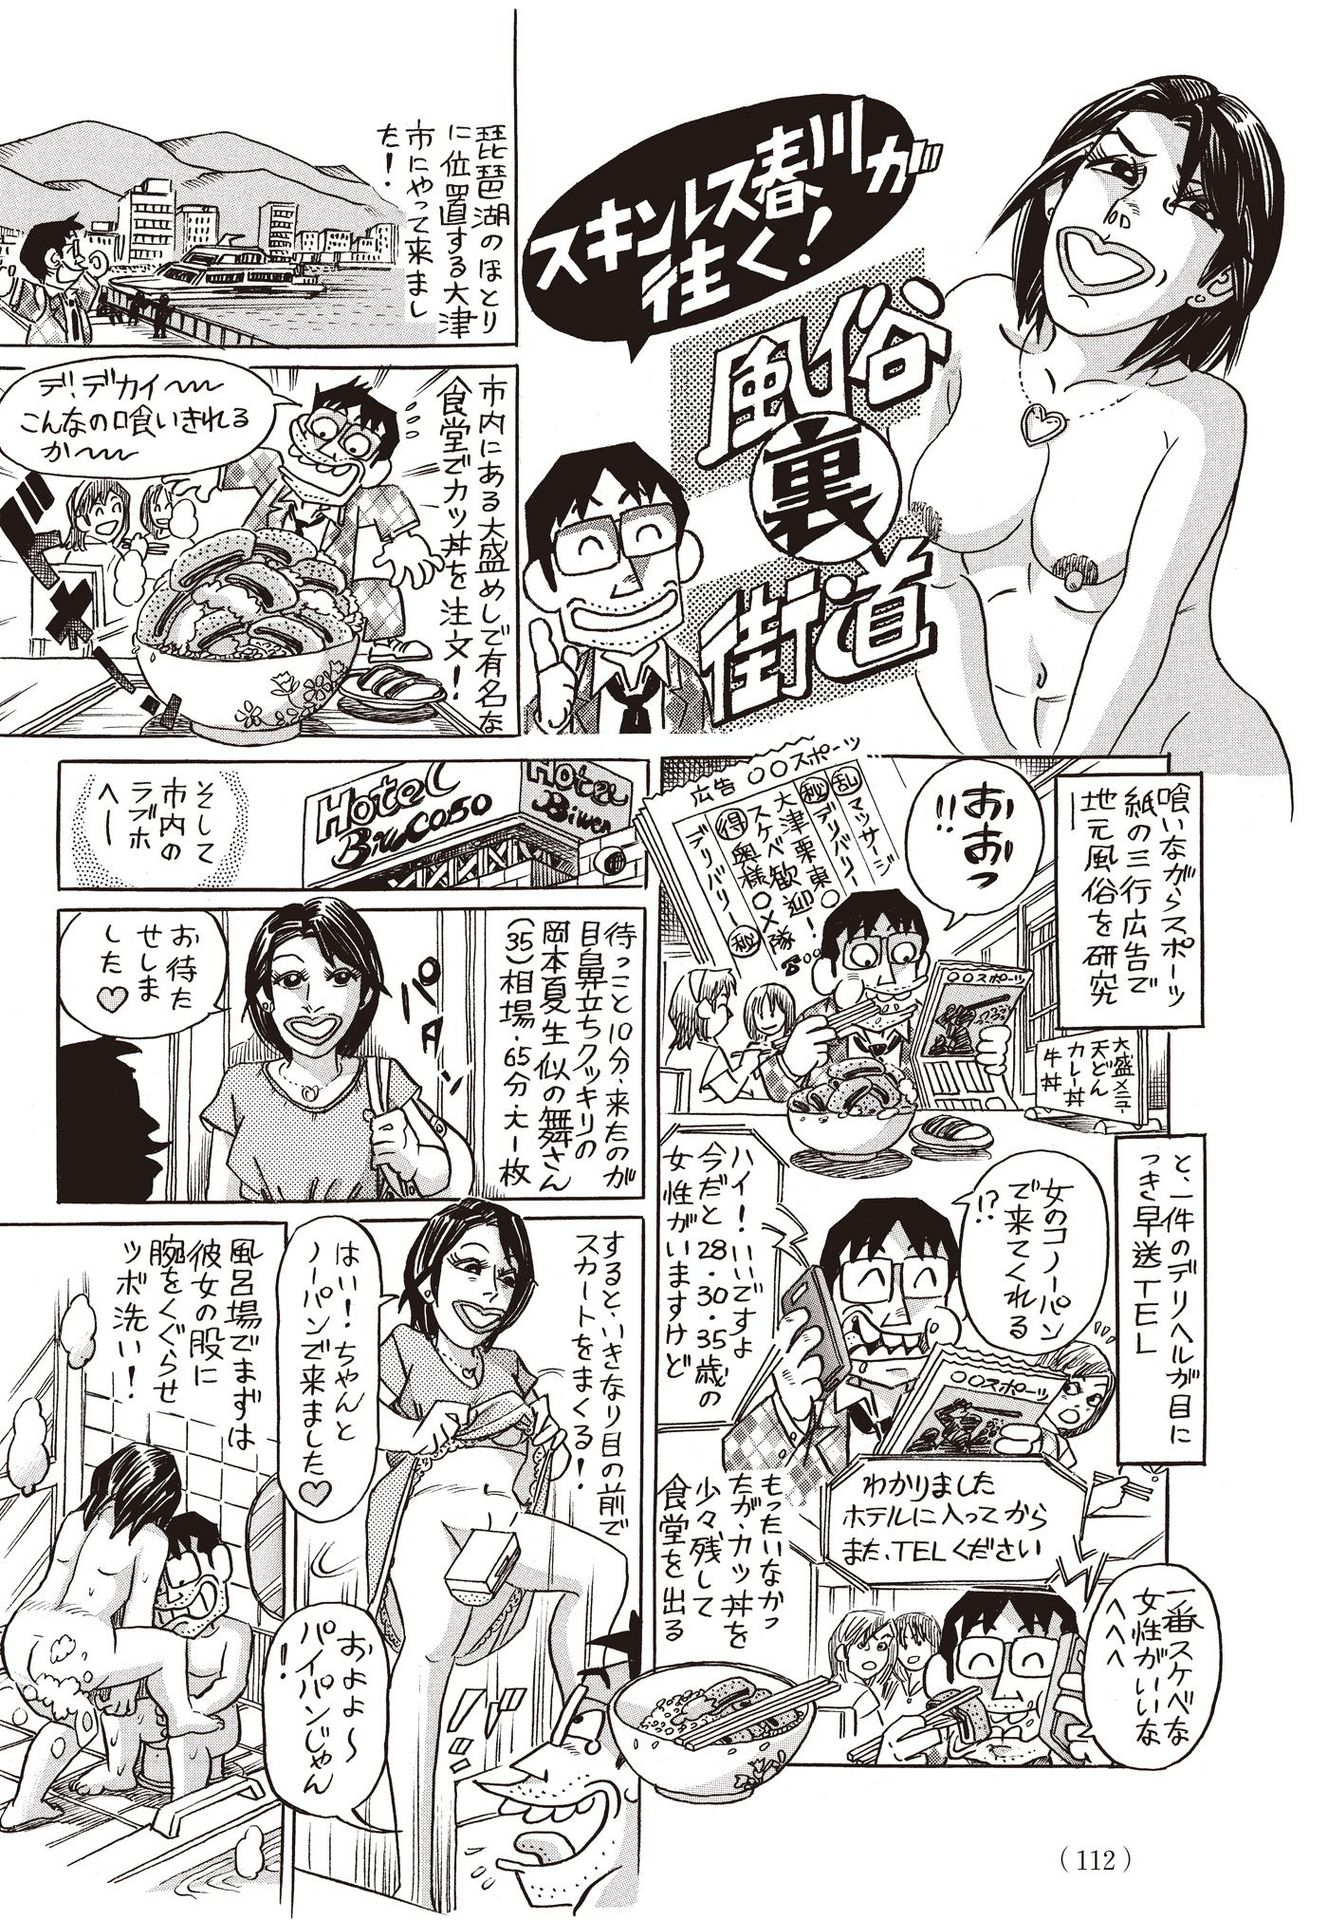 スキンレス春川が
往く!
風俗
裏
街道
琵琶湖のほとり
に位置する大津
市にやって来まし
た!
市内にある大盛めしで有名な
食堂でカツ丼を注文!
デ、デカイ〜
こんなの喰いきれる
か〜
ドン
喰いながらスポーツ
紙の三行広告で
地元風俗を研究
おおっ
!!
広告 ○○スポーツ
乱マッサージ
秘デリバリー
大津栗東○
スケベ歓迎!
得奥様○×隊
デリバリー秘
○○スポーツ
大盛メニュー
天どん
カレー丼
牛丼
と、一件のデリヘルが目に
つき早送TEL
女のコノーパン
で来てくれる
!?
ハイ!いいですよ
今だと28・30・35歳の
女性がいますけど
○○スポーツ
わかりました
ホテルに入ってから
また、TELください
一番スケベな
女性がいいな
へへへ
もったいなかっ
たが、カツ丼を
少々残して
食堂を出る
そして
市内の
ラブホ
へ―
Hotel
Hotel
待つこと10分、来たのが
目鼻立ちクッキリの
岡本夏生似の舞さん
(35)相場・65分・大一枚
パタン
お待た
せしま
した♡
すると、いきなり目の前で
スカートをまくる!
はい!ちゃんと
ノーパンで来ました♡
およよ〜
パイパンじゃん
!
風呂場でまずは
彼女の股に
腕をくぐらせ
ツボ洗い!
(112)